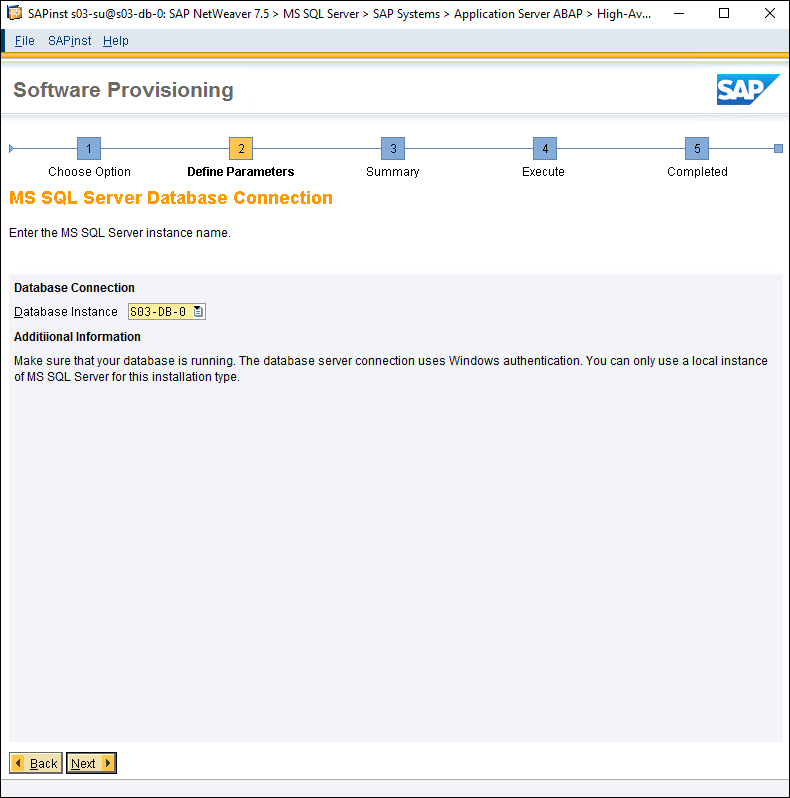 SAPinst s03-su@s03-db-0: SAP NetWeaver 7.5 > MS SQL Server > SAP Systems > Application Server ABAP > High-Av...
File SAPinst Help
Software Provisioning
SAP
1 2 3 4 5
Choose Option Define Parameters Summary Execute Completed
MS SQL Server Database Connection
Enter the MS SQL Server instance name.
Database Connection
Database Instance S03-DB-0
Additiional Information
Make sure that your database is running. The database server connection uses Windows authentication. You can only use a local instance
of MS SQL Server for this installation type.
Back Next